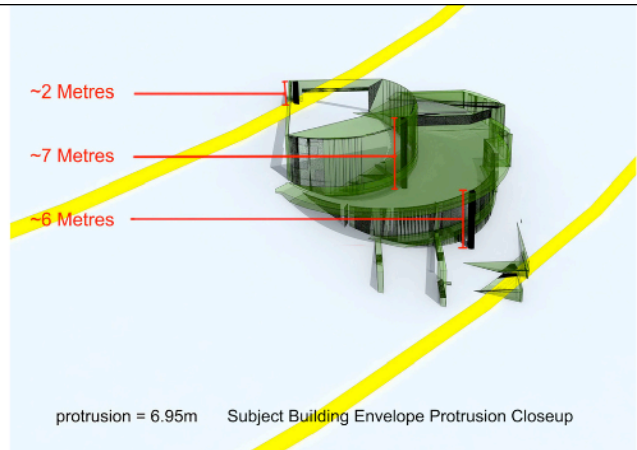 ~2 Metres
~7 Metres
~6 Metres
protrusion = 6.95m Subject Building Envelope Protrusion Closeup